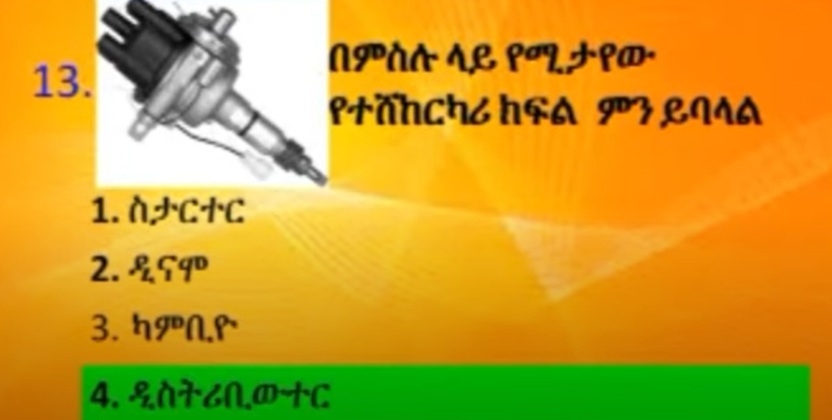 13.
በምስሉ ላይ የሚታየው
የተሽከርካሪ ክፍል ምን ይባላል
1. ስታርተር
2. ዲናሞ
3. ካምቢዮ
4. ዲስትሪቢውተር